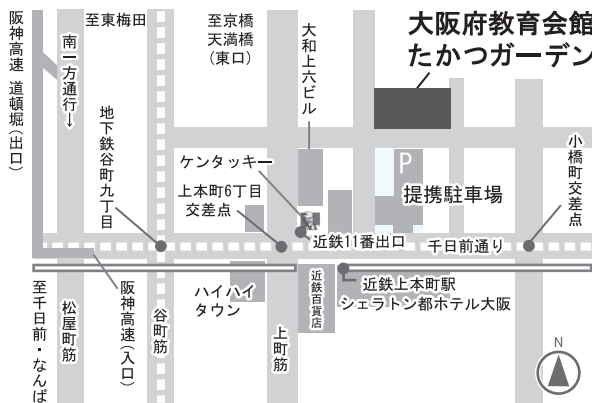 阪神高速 道頓堀(出口)
南一方通行→
至東梅田
至京橋
天満橋
(東口)
大和上六ビル
大阪府教育会館
たかつガーデン
地下鉄谷町九丁目
ケンタッキー
上本町6丁目
交差点
P
提携駐車場
小橋町交差点
近鉄11番出口
千日前通り
至千日前・なんば
松屋町筋
阪神高速(入口)
谷町筋
ハイハイ
タウン
上町筋
近鉄百貨店
近鉄上本町駅
シェラトン都ホテル大阪
N